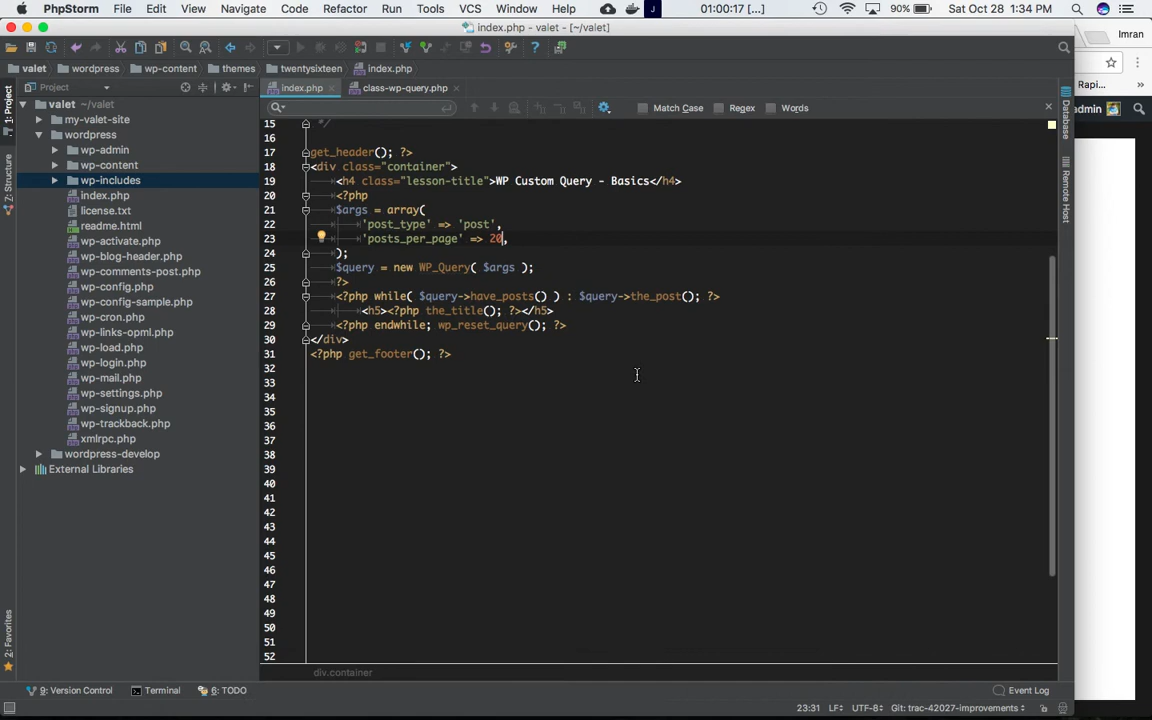 PhpStorm File Edit View Navigate Code Refactor Run Tools VCS Window Help 01:00:17 [...] 90% Sat Oct 28 1:34 PM
index.php - valet - [~/valet]
Imran
valet wordpress wp-content themes twentysixteen index.php
Project index.php class-wp-query.php
Rapi...
Match Case Regex Words
admin
valet ~/valet
my-valet-site
wordpress
wp-admin
wp-content
wp-includes
index.php
license.txt
readme.html
wp-activate.php
wp-blog-header.php
wp-comments-post.php
wp-config.php
wp-config-sample.php
wp-cron.php
wp-links-opml.php
wp-load.php
wp-login.php
wp-mail.php
wp-settings.php
wp-signup.php
wp-trackback.php
xmlrpc.php
wordpress-develop
External Libraries
1: Project
7: Structure
2: Favorites
15 */
16
17 get_header(); ?>
18 <div class="container">
19 <h4 class="lesson-title">WP Custom Query - Basics</h4>
20 <?php
21 $args = array(
22 'post_type' => 'post',
23 'posts_per_page' => 20,
24 );
25 $query = new WP_Query( $args );
26 ?>
27 <?php while( $query->have_posts() ) : $query->the_post(); ?>
28 <h5><?php the_title(); ?></h5>
29 <?php endwhile; wp_reset_query(); ?>
30 </div>
31 <?php get_footer(); ?>
32
33
34
35
36
37
38
39
40
41
42
43
44
45
46
47
48
49
50
51
52
Database
Remote Host
div.container
9: Version Control Terminal 6: TODO Event Log
23:31 LF÷ UTF-8÷ Git: trac-42027-improvements÷